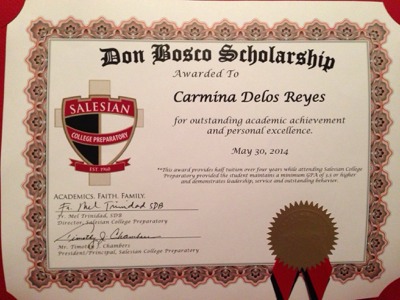 Don Bosco Scholarship
Awarded To
Carmina Delos Reyes
for outstanding academic achievement
and personal excellence.
May 30, 2014
**This award provides half tuition over four years while attending Salesian College
Preparatory provided the student maintains a minimum GPA of 3.5 or higher
and demonstrates leadership, service and outstanding Behavior.
SALESIAN
COLLEGE PREPARATORY
EST. 1960
ACADEMICS. FAITH. FAMILY.
Fr. Mel Trinidad SDB
Fr. Mel Trinidad, SDB
Director, Salesian College Preparatory
Timothy J. Chambers
Mr. Timothy J. Chambers
President/Principal, Salesian College Preparatory